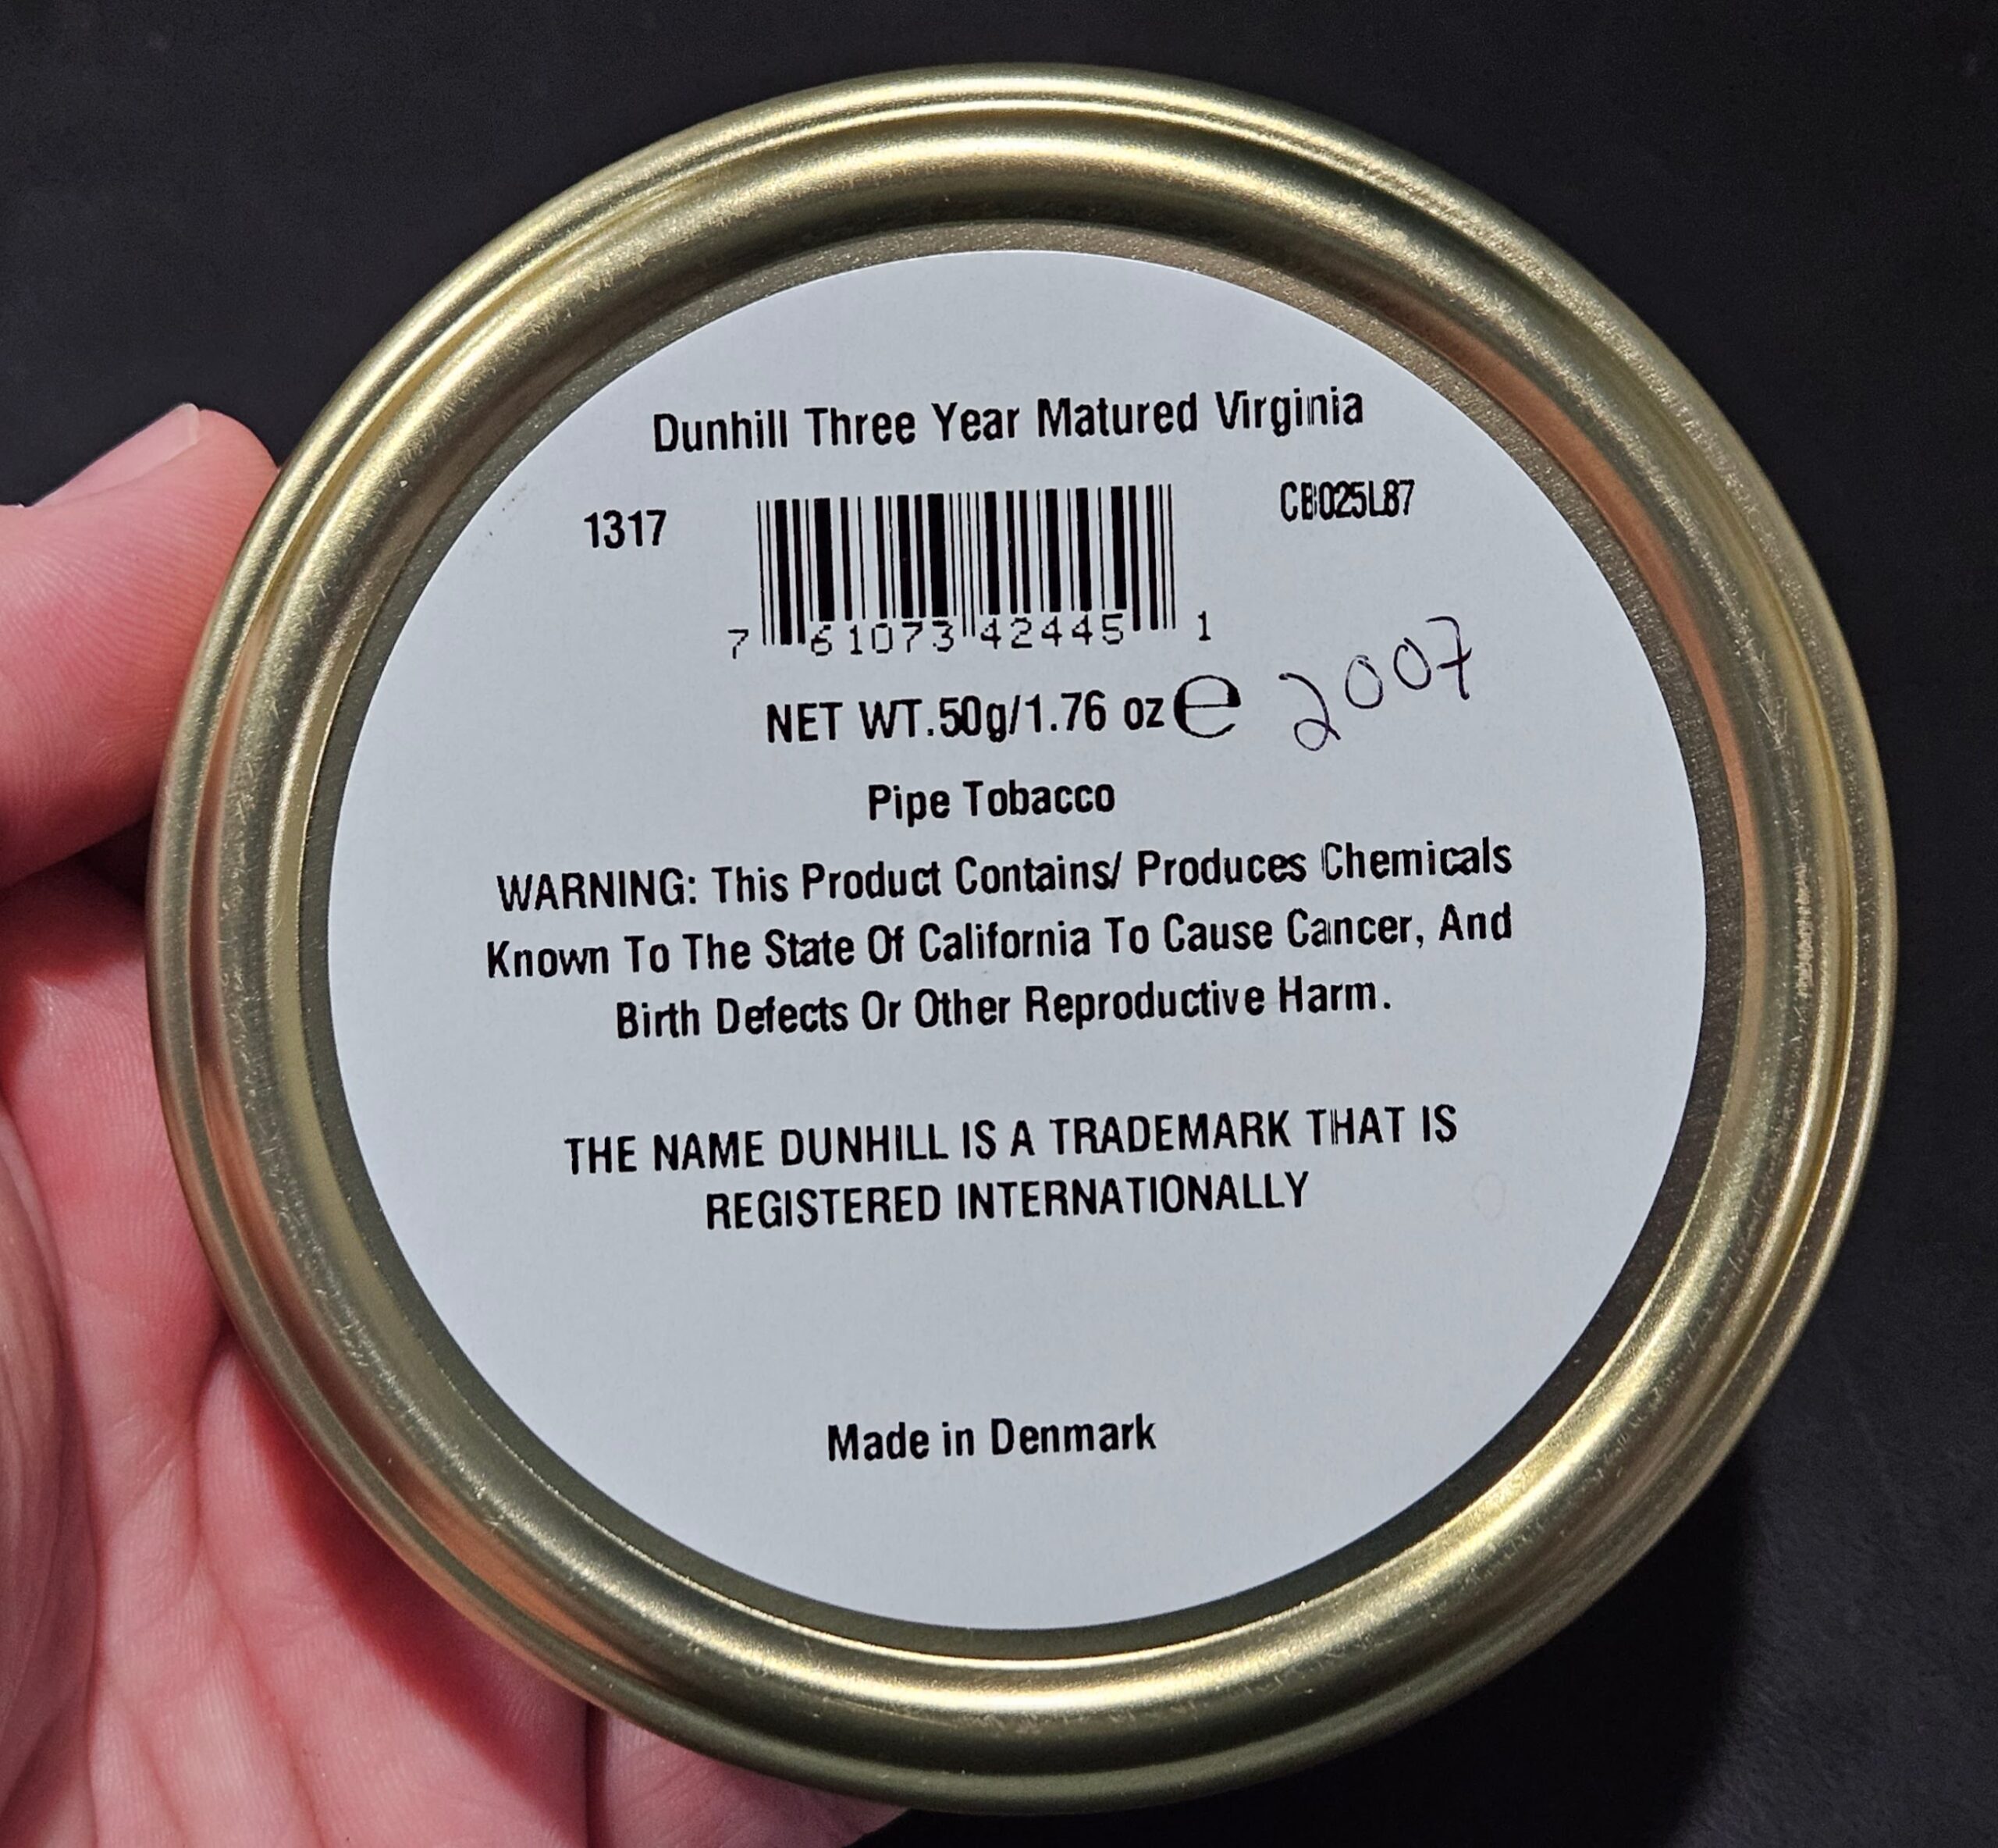 Dunhill Three Year Matured Virginia
1317
CB025L87
7 61073 42445 1
NET WT.50g/1.76 oz e 2007
Pipe Tobacco
WARNING: This Product Contains/ Produces Chemicals
Known To The State Of California To Cause Cancer, And
Birth Defects Or Other Reproductive Harm.
THE NAME DUNHILL IS A TRADEMARK THAT IS
REGISTERED INTERNATIONALLY
Made in Denmark